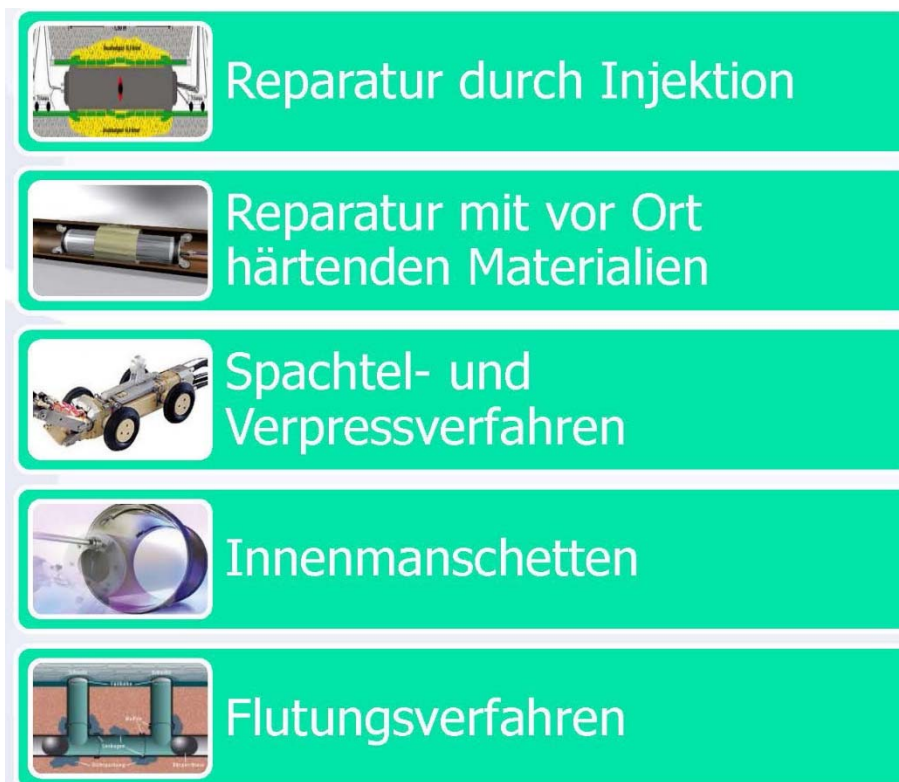 Reparatur durch Injektion
Reparatur mit vor Ort
härtenden Materialien
Spachtel- und
Verpressverfahren
Innenmanschetten
Flutungsverfahren